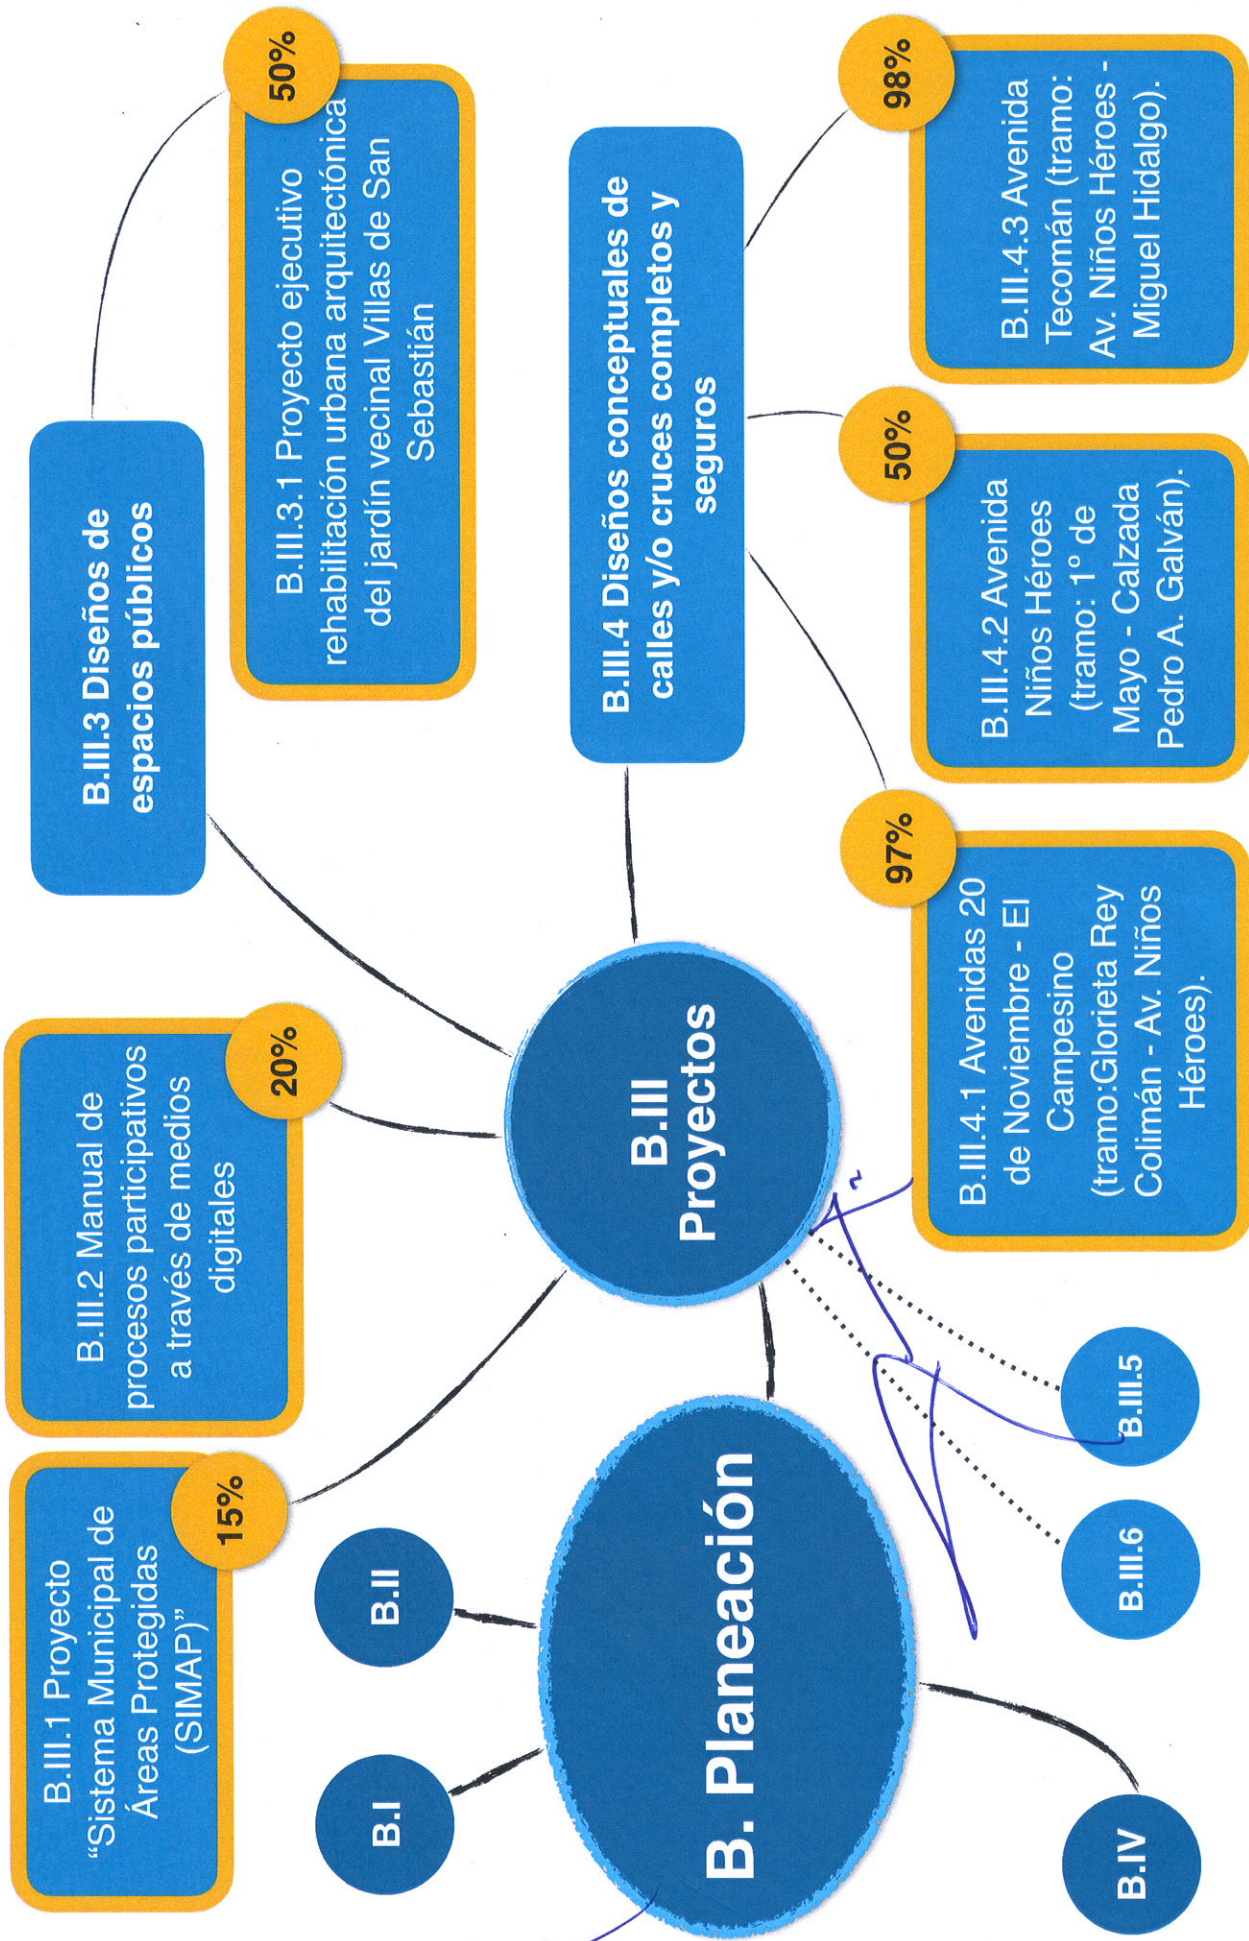 B.III.1 Proyecto
“Sistema Municipal de
Áreas Protegidas
(SIMAP)”
15%
B.III.2 Manual de
procesos participativos
a través de medios
digitales
20%
B.III.3 Diseños de
espacios públicos
50%
B.III.3.1 Proyecto ejecutivo
rehabilitación urbana arquitectónica
del jardín vecinal Villas de San
Sebastián
B.I
B.II
B. Planeación
B.III
Proyectos
B.III.4 Diseños conceptuales de
calles y/o cruces completos y
seguros
B.IV
B.III.6
B.III.5
97%
B.III.4.1 Avenidas 20
de Noviembre - El
Campesino
(tramo:Glorieta Rey
Colimán - Av. Niños
Héroes).
50%
B.III.4.2 Avenida
Niños Héroes
(tramo: 1º de
Mayo - Calzada
Pedro A. Galván).
98%
B.III.4.3 Avenida
Tecomán (tramo:
Av. Niños Héroes -
Miguel Hidalgo).